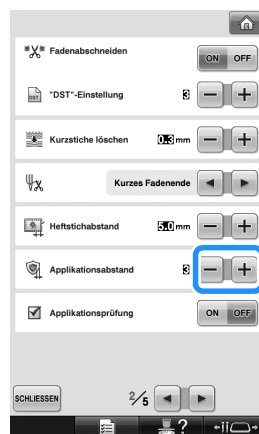 Fadenabschneiden ON OFF
DST "DST"-Einstellung 3 − +
Kurzstiche löschen 0.3 mm − +
Kurzes Fadenende
Heftstichabstand 5.0 mm − +
Applikationsabstand 3 − +
Applikationsprüfung ON OFF
SCHLIESSEN 2/5
?